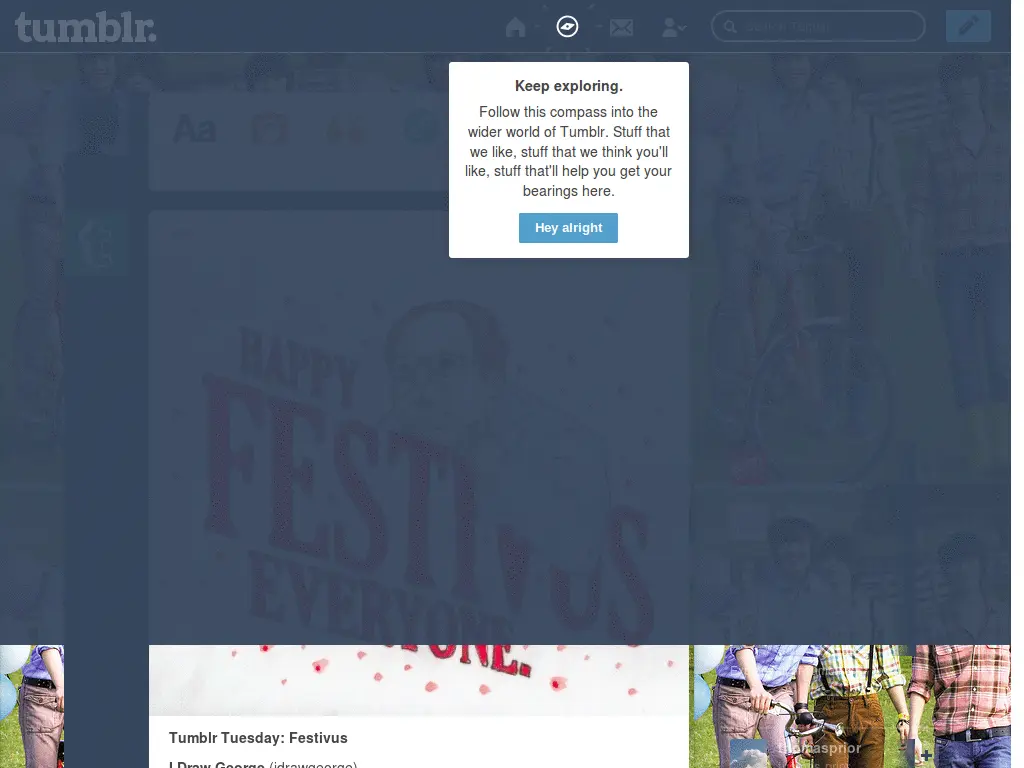 tumblr.
Keep exploring.
Follow this compass into the
wider world of Tumblr. Stuff that
we like, stuff that we think you'll
like, stuff that'll help you get your
bearings here.
Hey alright
Aa
HAPPY
FESTIVUS
EVERYONE.
Tumblr Tuesday: Festivus
I Draw George (idrawgeorge)
thomasprior